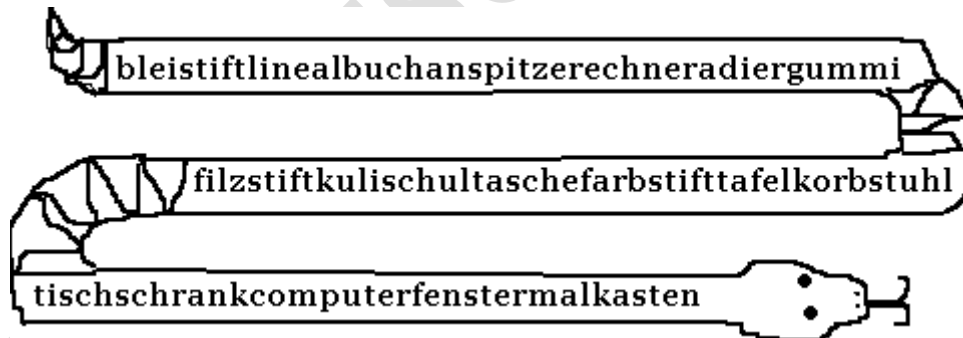 bleistiftlinealbuchanspitzerechneradiergummi
filzstiftkulischultaschefarbstifttafelkorbstuhl
tischschrankcomputerfenstermalkasten